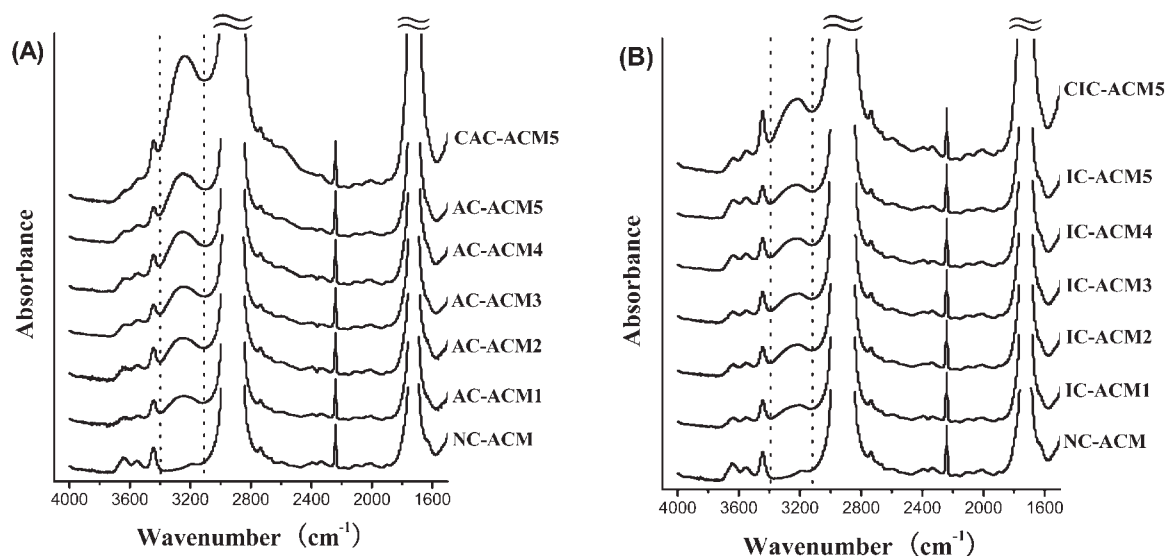 (A)
CAC-ACM5
AC-ACM5
AC-ACM4
AC-ACM3
AC-ACM2
AC-ACM1
NC-ACM
Absorbance
4000 3600 3200 2800 2400 2000 1600
Wavenumber (cm-1)
(B)
CIC-ACM5
IC-ACM5
IC-ACM4
IC-ACM3
IC-ACM2
IC-ACM1
NC-ACM
Absorbance
4000 3600 3200 2800 2400 2000 1600
Wavenumber (cm-1)